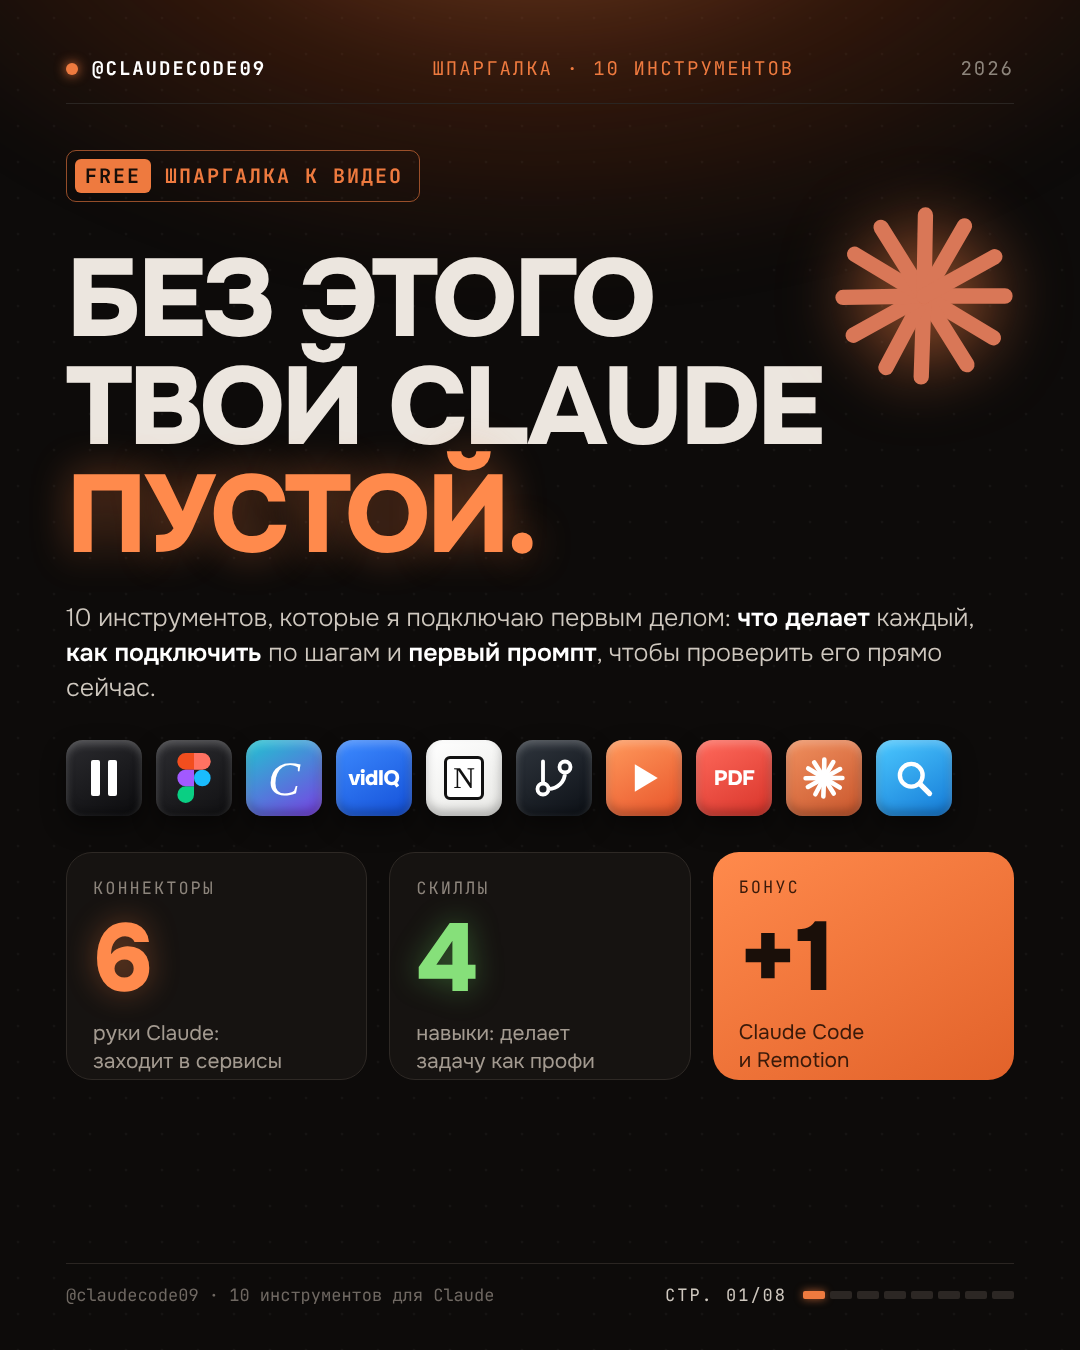 @CLAUDECODE09
ШПАРГАЛКА · 10 ИНСТРУМЕНТОВ
2026
FREE ШПАРГАЛКА К ВИДЕО
БЕЗ ЭТОГО
ТВОЙ CLAUDE
ПУСТОЙ.
10 инструментов, которые я подключаю первым делом: что делает каждый,
как подключить по шагам и первый промпт, чтобы проверить его прямо
сейчас.
C
vidIQ
N
PDF
КОННЕКТОРЫ
6
руки Claude:
заходит в сервисы
СКИЛЛЫ
4
навыки: делает
задачу как профи
БОНУС
+1
Claude Code
и Remotion
@claudecode09 · 10 инструментов для Claude
СТР. 01/08